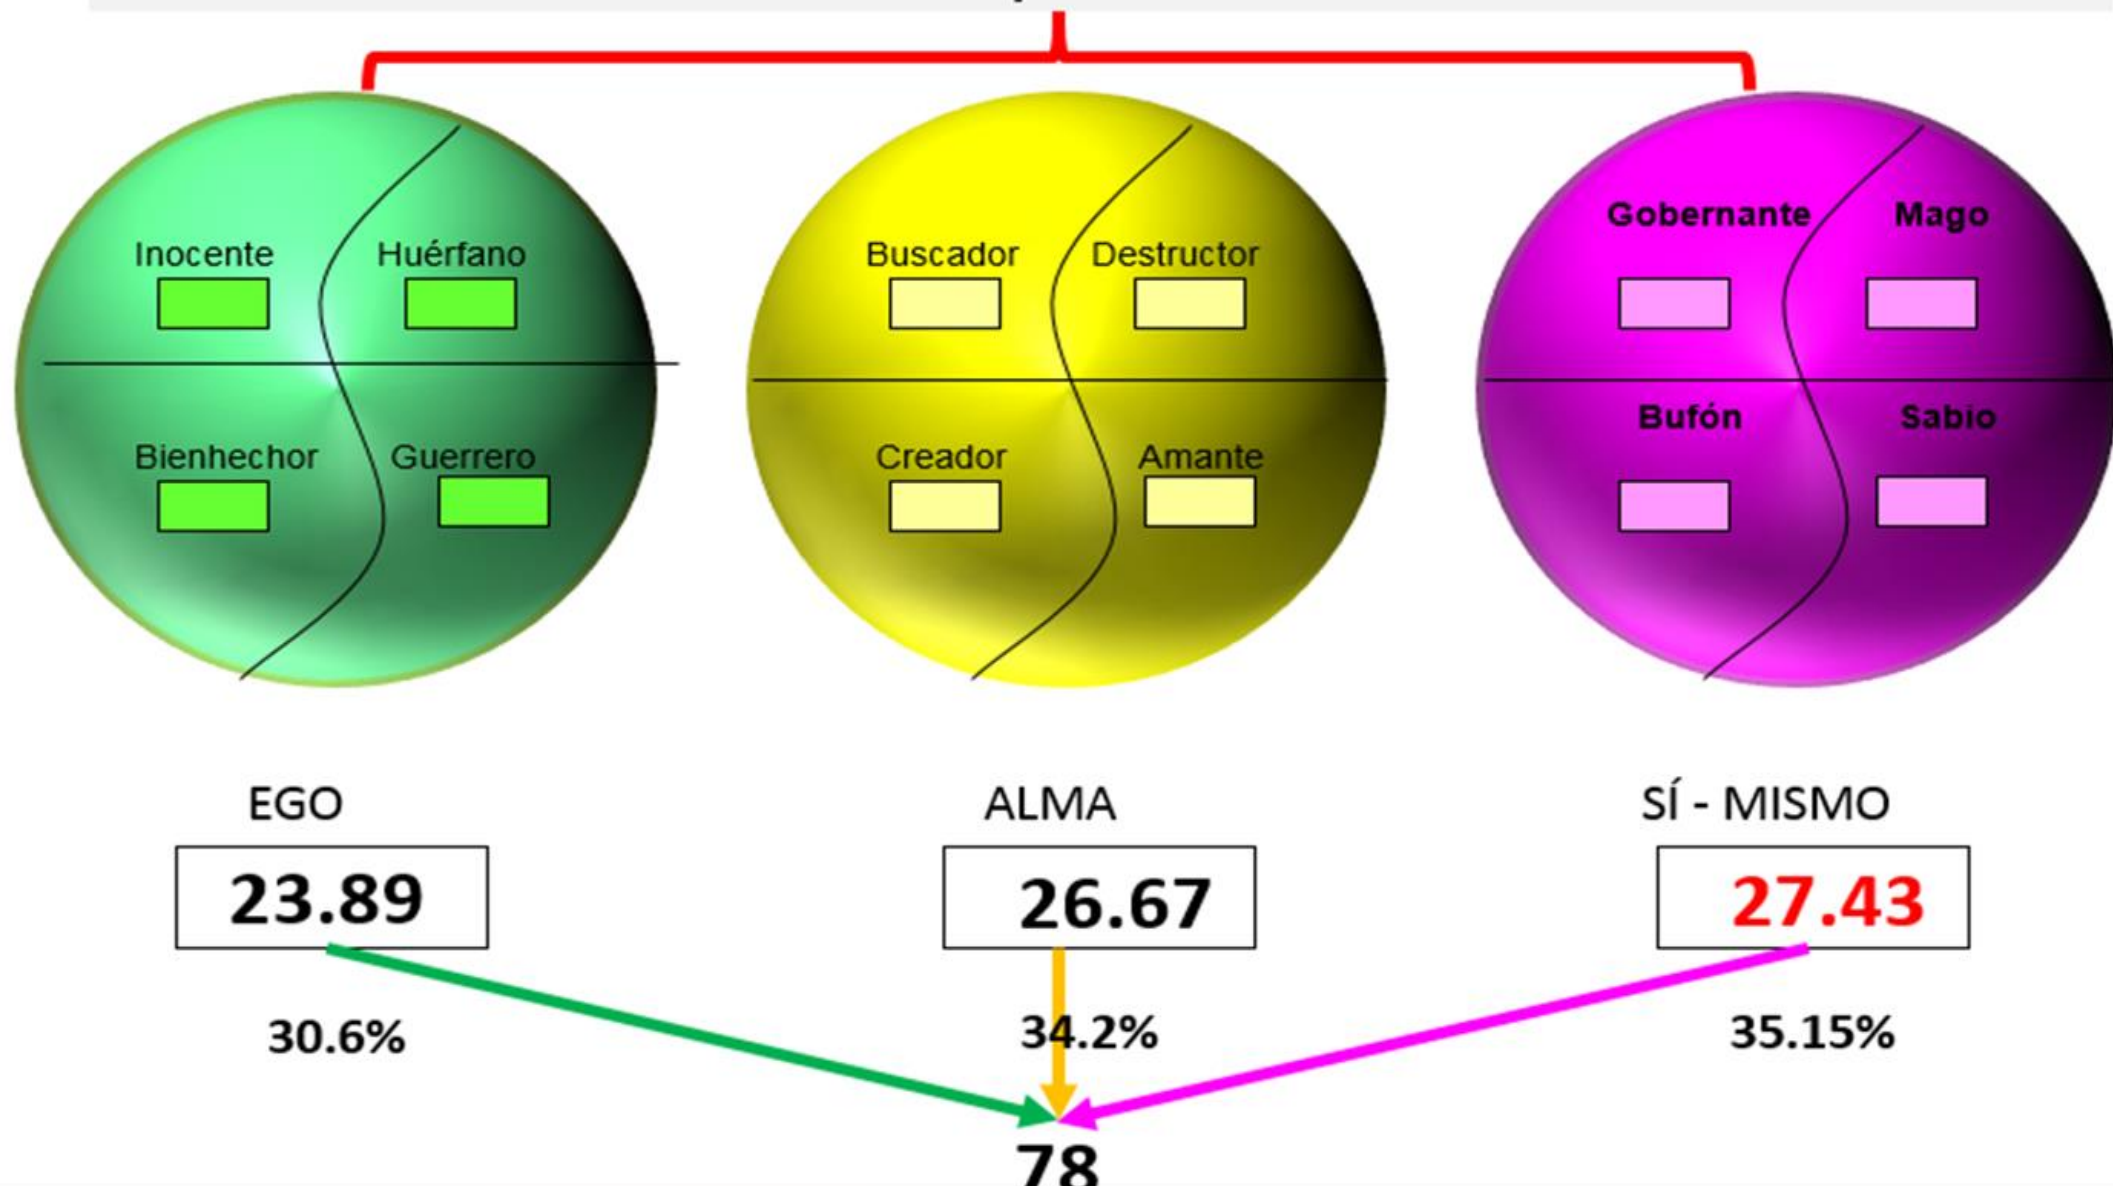 Inocente Huérfano
Buscador Destructor
Gobernante Mago
Bienhechor Guerrero
Creador Amante
Bufón Sabio
EGO
ALMA
SÍ - MISMO
23.89
26.67
27.43
30.6%
34.2%
35.15%
78